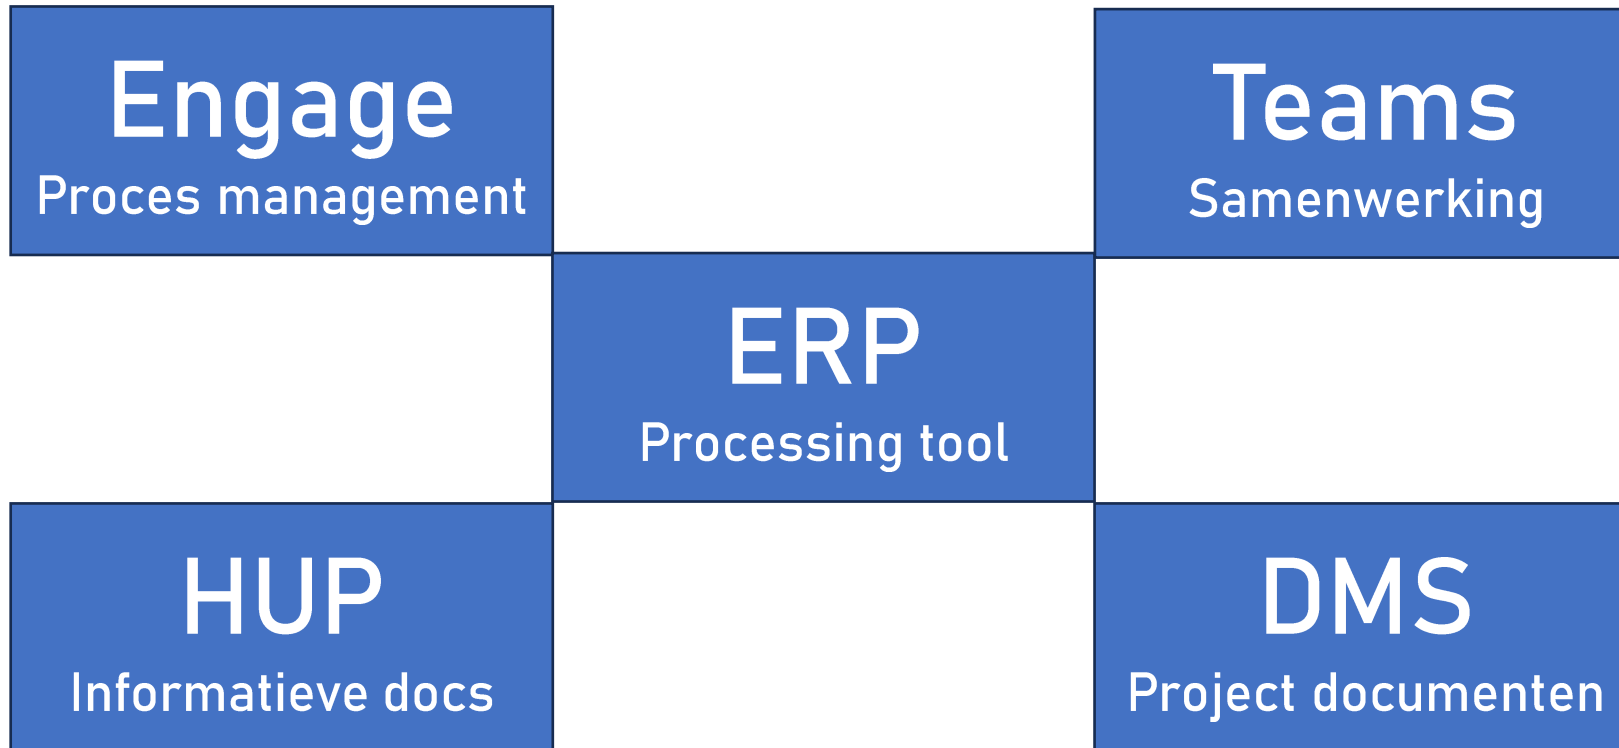 Engage
Proces management
Teams
Samenwerking
ERP
Processing tool
HUP
Informatieve docs
DMS
Project documenten